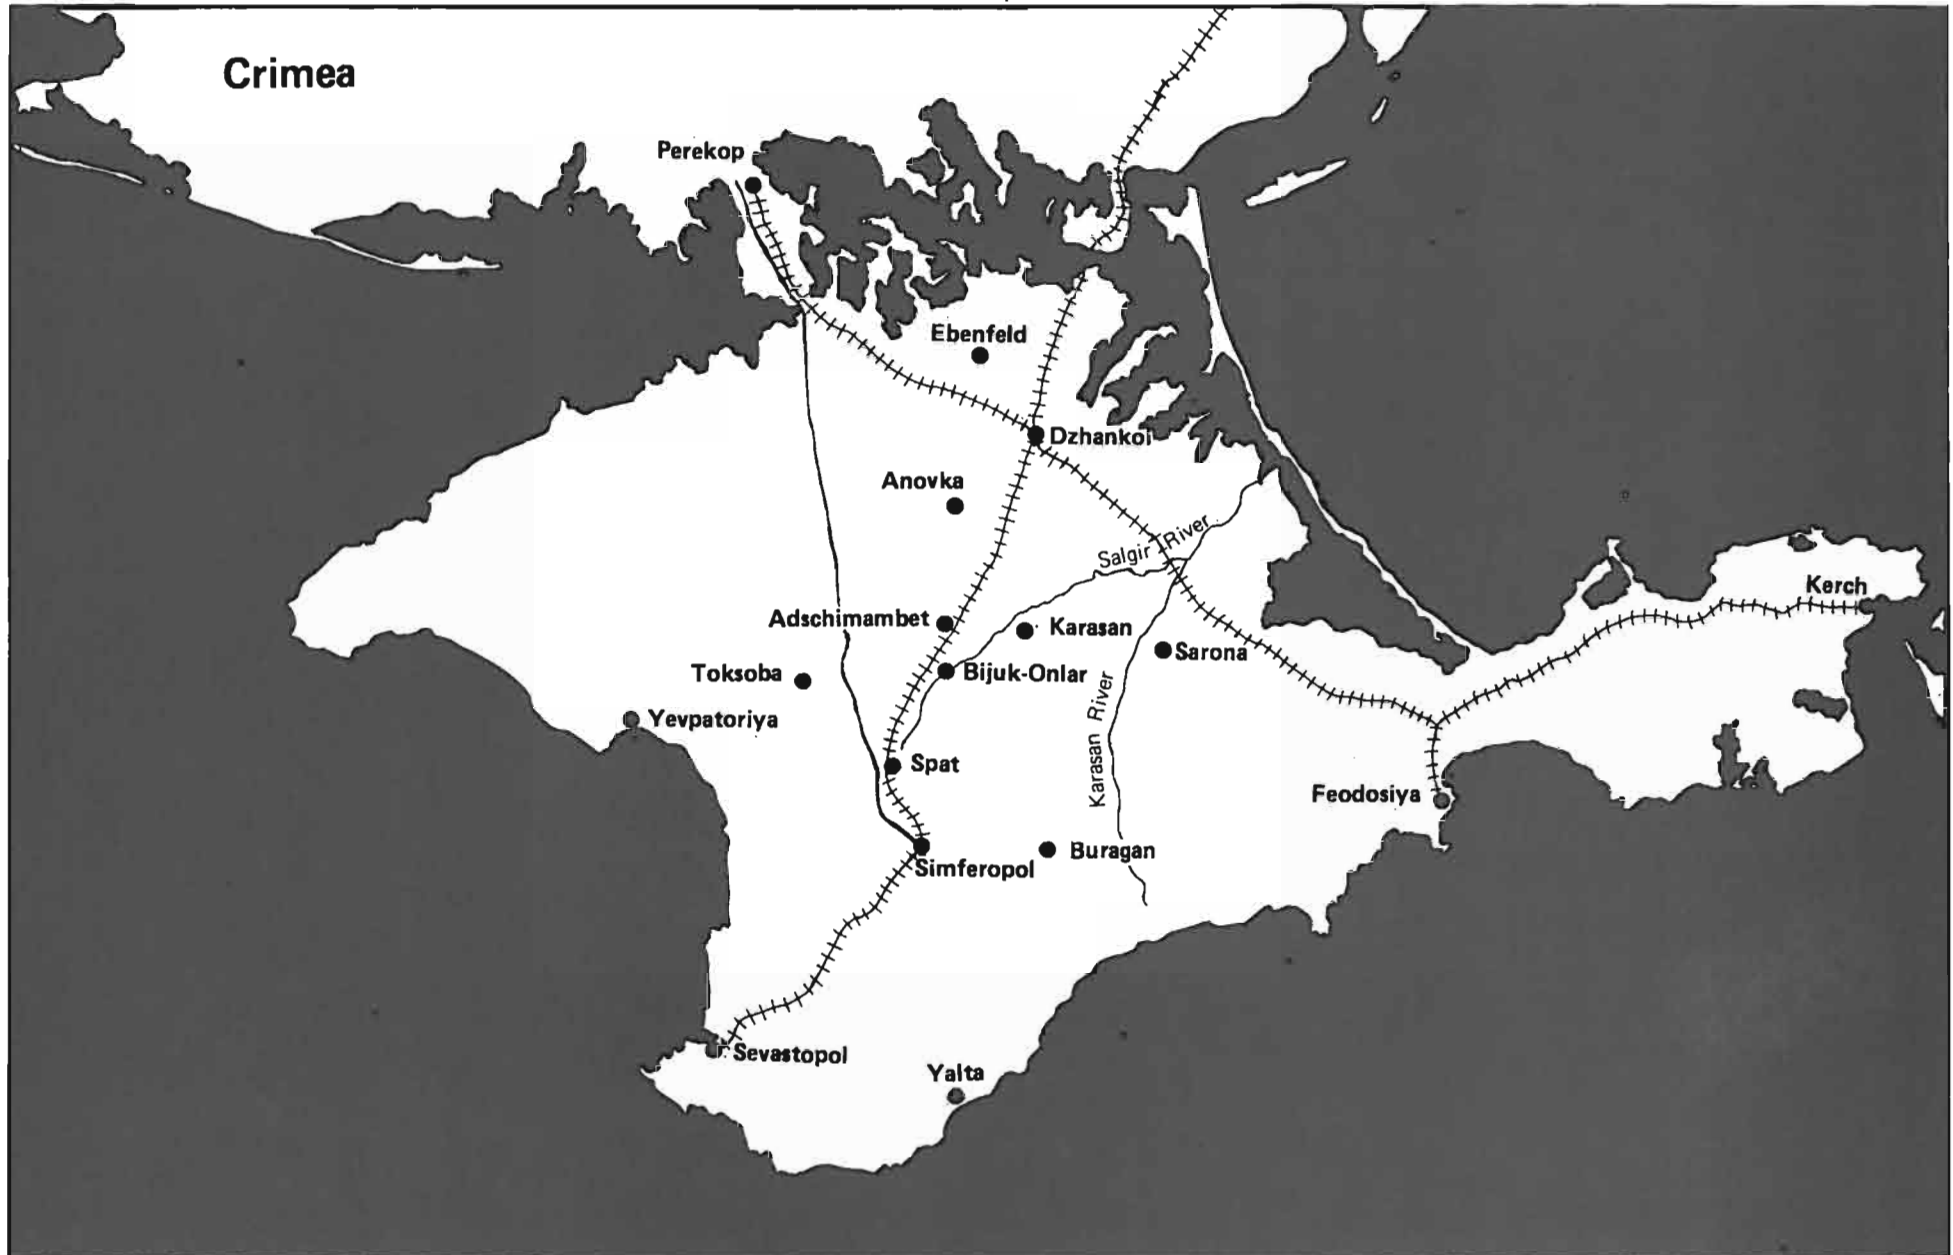 Crimea
Perekop
Ebenfeld
Dzhankoi
Anovka
Salgir River
Kerch
Adschimambet
Karasan
Sarona
Toksoba
Bijuk-Onlar
Karasan River
Yevpatoriya
Spat
Feodosiya
Buragan
Simferopol
Sevastopol
Yalta